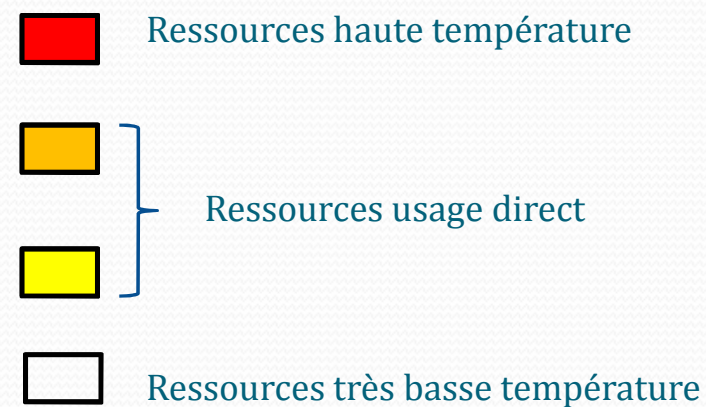 Ressources haute température
Ressources usage direct
Ressources très basse température